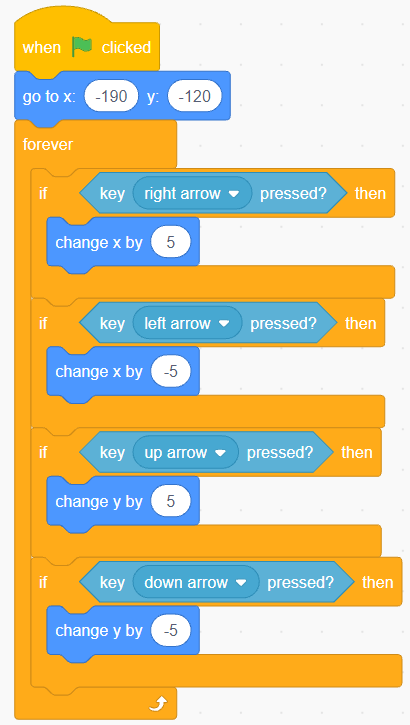 when clicked
go to x: -190 y: -120
forever
if key right arrow pressed? then
change x by 5
if key left arrow pressed? then
change x by -5
if key up arrow pressed? then
change y by 5
if key down arrow pressed? then
change y by -5